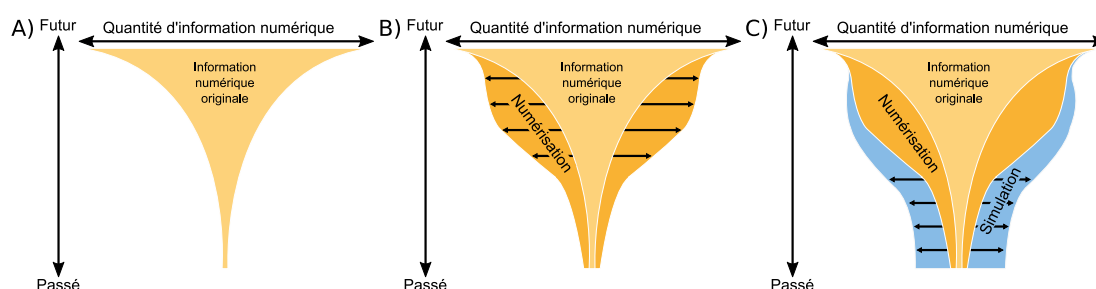 A) Futur
Quantité d'information numérique
Information
numérique
originale
Passé
B) Futur
Quantité d'information numérique
Information
numérique
originale
Numérisation
Passé
C) Futur
Quantité d'information numérique
Information
numérique
originale
Numérisation
Simulation
Passé